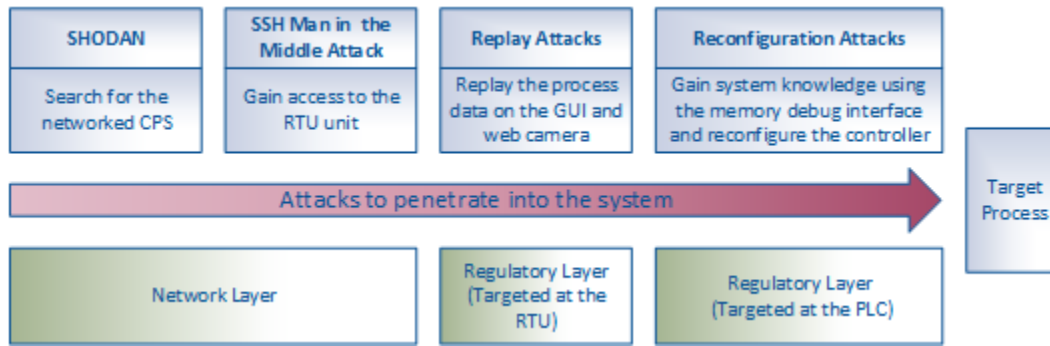 SHODAN
Search for the
networked CPS
SSH Man in the
Middle Attack
Gain access to the
RTU unit
Replay Attacks
Replay the process
data on the GUI and
web camera
Reconfiguration Attacks
Gain system knowledge using
the memory debug interface
and reconfigure the controller
Attacks to penetrate into the system
Target
Process
Network Layer
Regulatory Layer
(Targeted at the
RTU)
Regulatory Layer
(Targeted at the PLC)